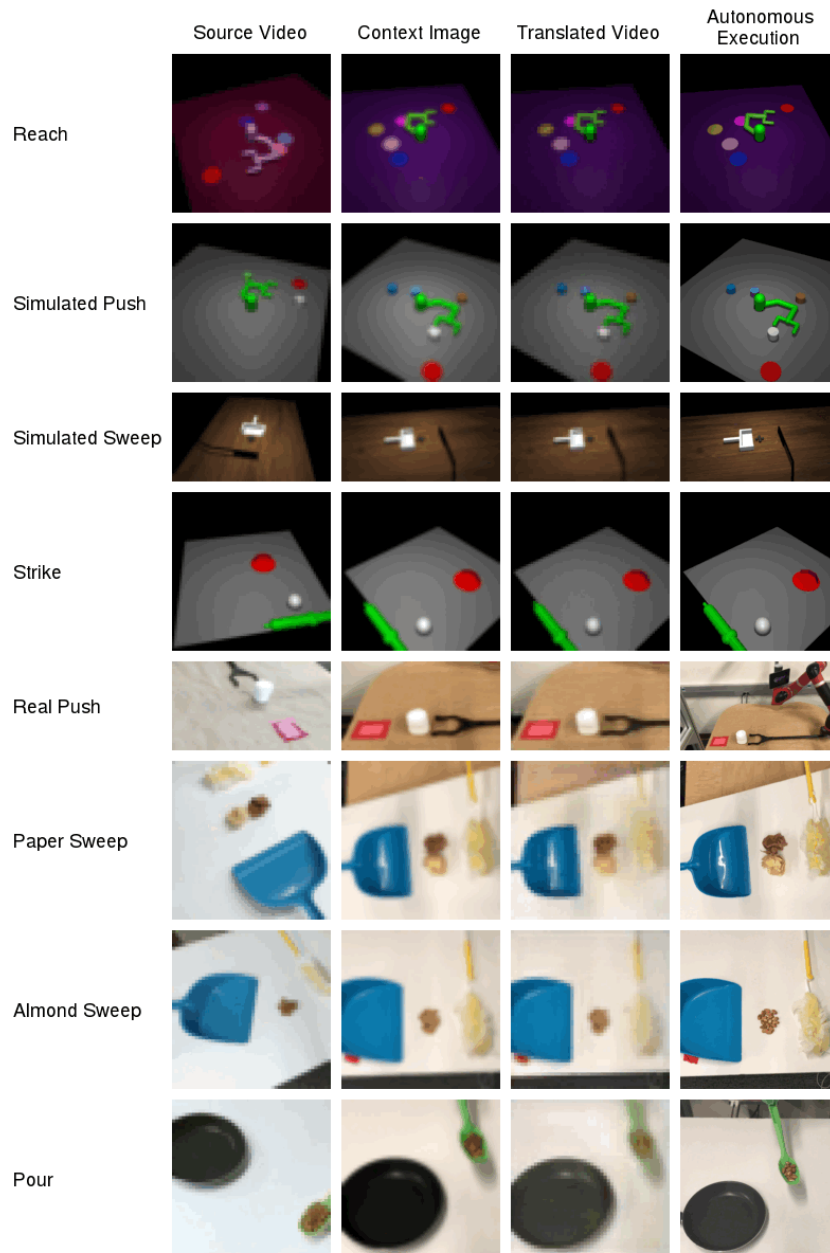 Source Video
Context Image
Translated Video
Autonomous
Execution
Reach
Simulated Push
Simulated Sweep
Strike
Real Push
Paper Sweep
Almond Sweep
Pour